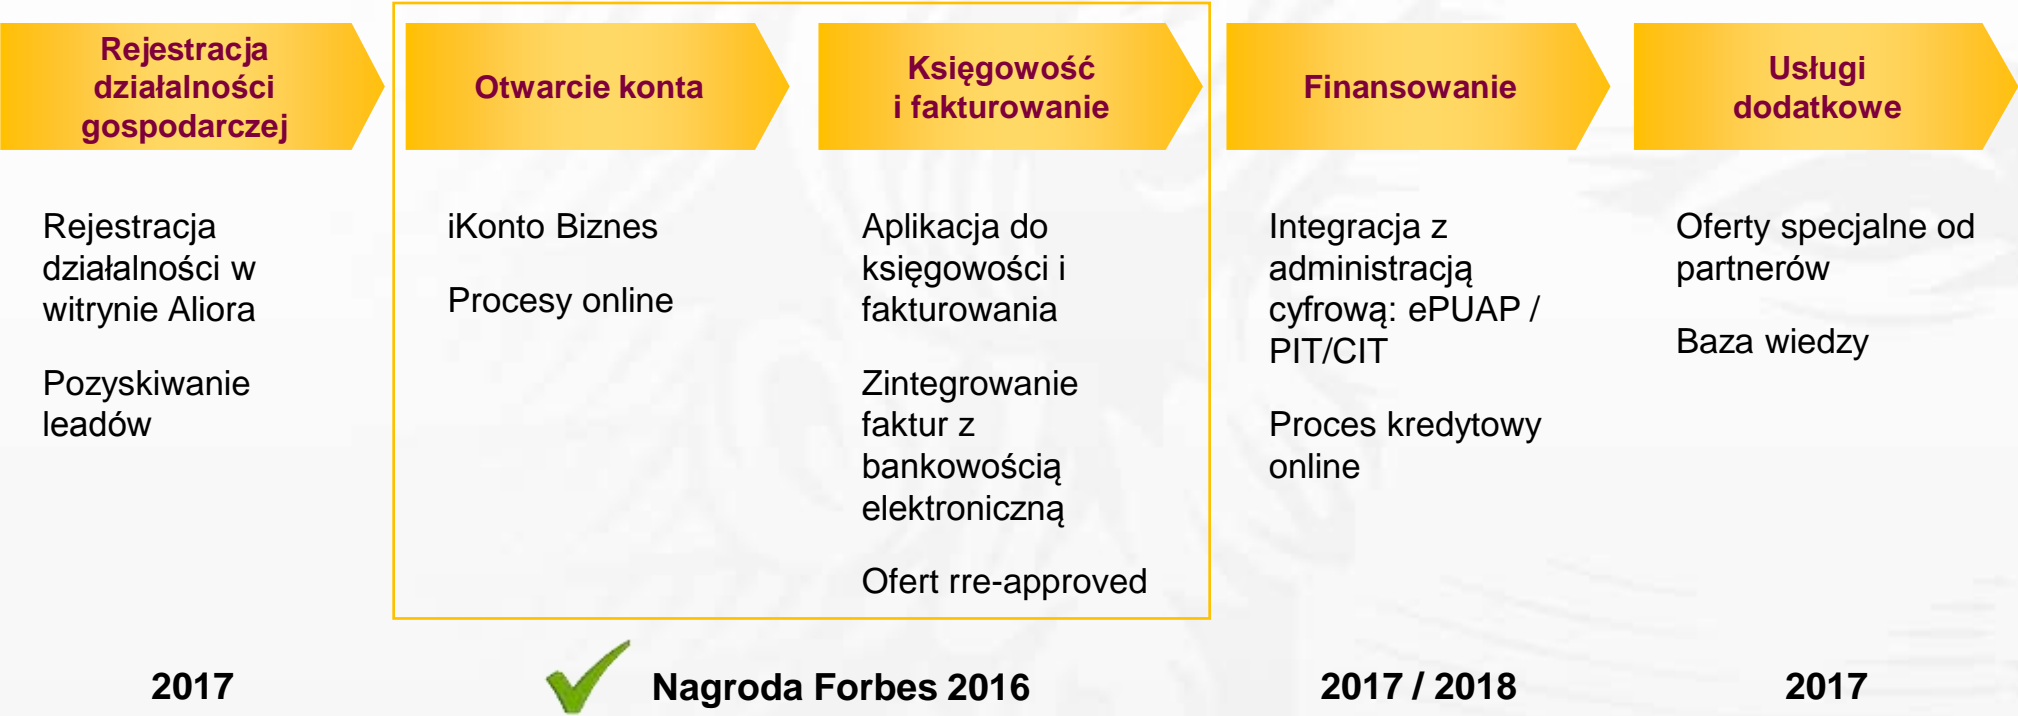 Rejestracja
działalności
gospodarczej
Otwarcie konta
Księgowość
i fakturowanie
Finansowanie
Usługi
dodatkowe
Rejestracja
działalności w
witrynie Aliora
Pozyskiwanie
leadów
iKonto Biznes
Procesy online
Aplikacja do
księgowości i
fakturowania
Zintegrowanie
faktur z
bankowością
elektroniczną
Ofert rre-approved
Integracja z
administracją
cyfrową: ePUAP /
PIT/CIT
Proces kredytowy
online
Oferty specjalne od
partnerów
Baza wiedzy
2017
Nagroda Forbes 2016
2017 / 2018
2017